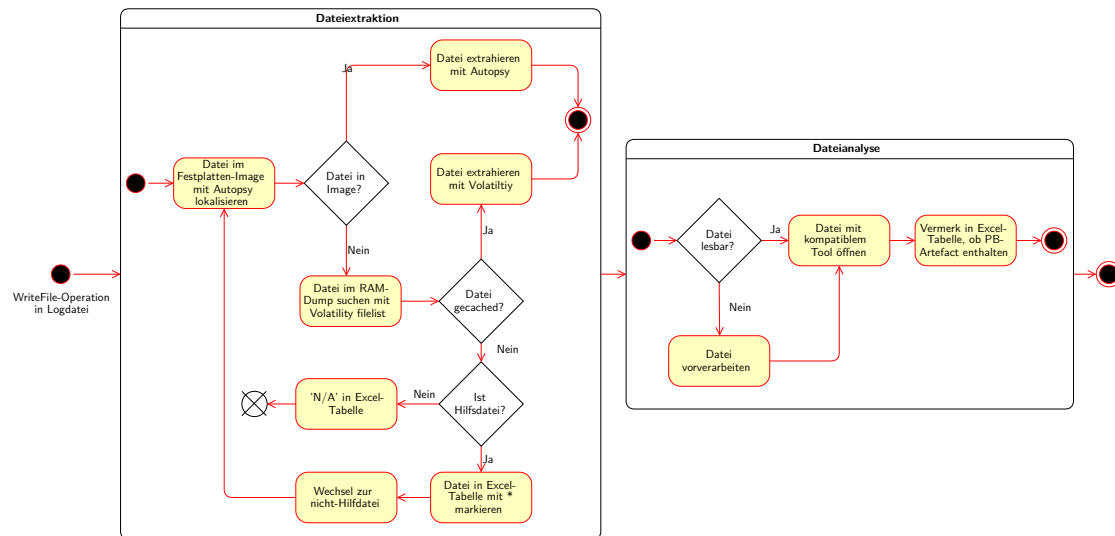 Dateiextraktion
Datei extrahieren
mit Autopsy
Ja
Datei im
Festplatten-Image
mit Autopsy
lokalisieren
Datei in
Image?
Datei extrahieren
mit Volatiltiy
Nein
Ja
WriteFile-Operation
in Logdatei
Datei im RAM-
Dump suchen mit
Volatility filelist
Datei
gecached?
Nein
'N/A' in Excel-
Tabelle
Nein
Ist
Hilfsdatei?
Ja
Wechsel zur
nicht-Hilfdatei
Datei in Excel-
Tabelle mit *
markieren
Dateianalyse
Datei
lesbar?
Ja
Datei mit
kompatiblem
Tool öffnen
Vermerk in Excel-
Tabelle, ob PB-
Artefact enthalten
Nein
Datei
vorverarbeiten